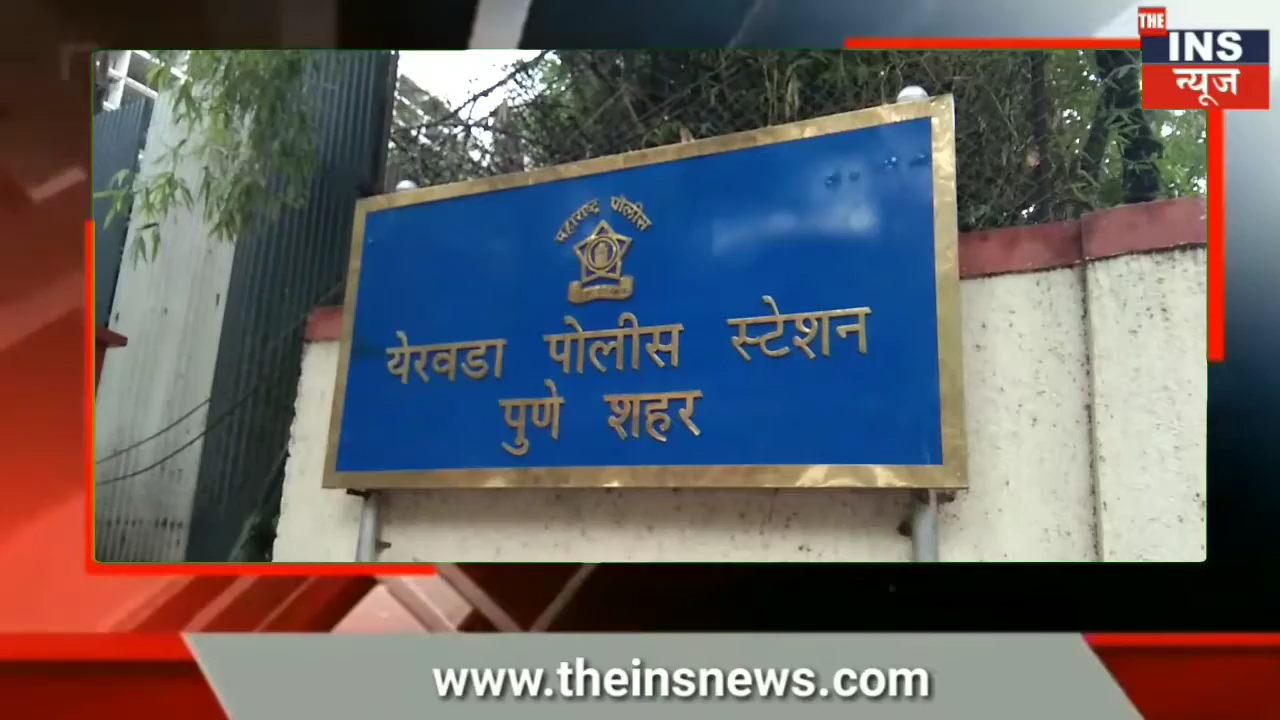 THE
INS
न्यूज
महाराष्ट्र पोलीस
येरवडा पोलीस स्टेशन
पुणे शहर
www.theinsnews.com